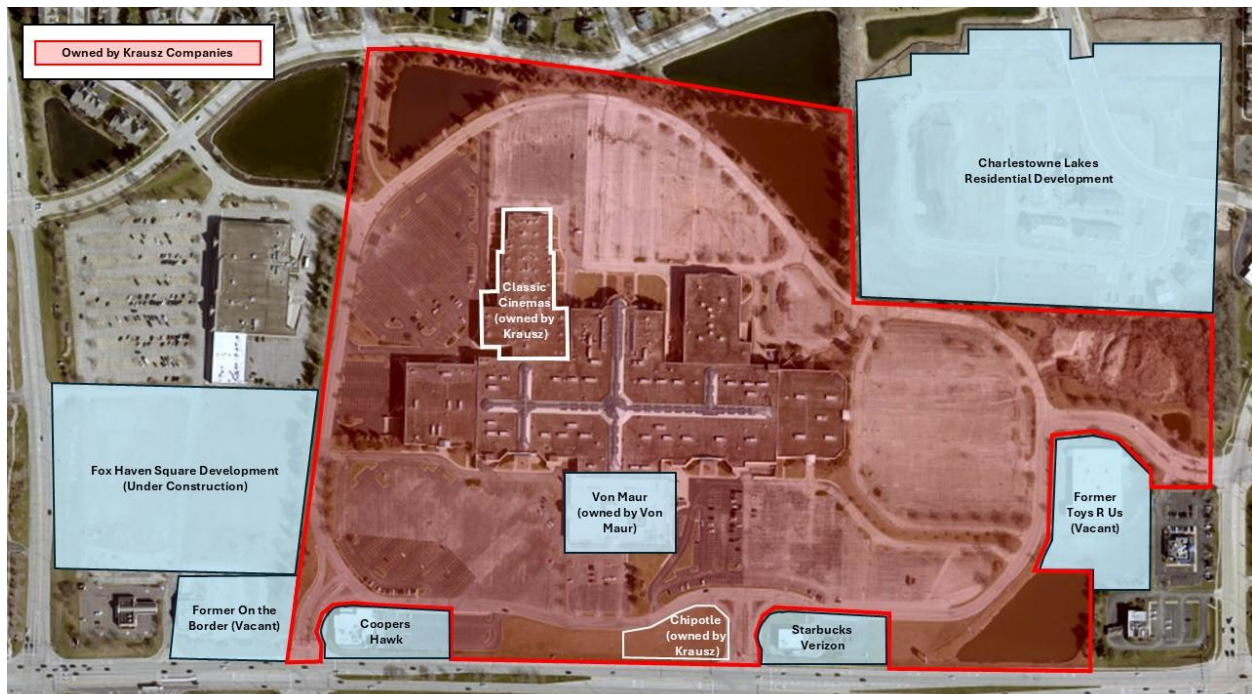 Owned by Krausz Companies
Charlestowne Lakes
Residential Development
Classic
Cinemas
(owned by
Krausz)
Fox Haven Square Development
(Under Construction)
Von Maur
(owned by Von
Maur)
Former
Toys R Us
(Vacant)
Former On the
Border (Vacant)
Coopers
Hawk
Chipotle
(owned by
Krausz)
Starbucks
Verizon